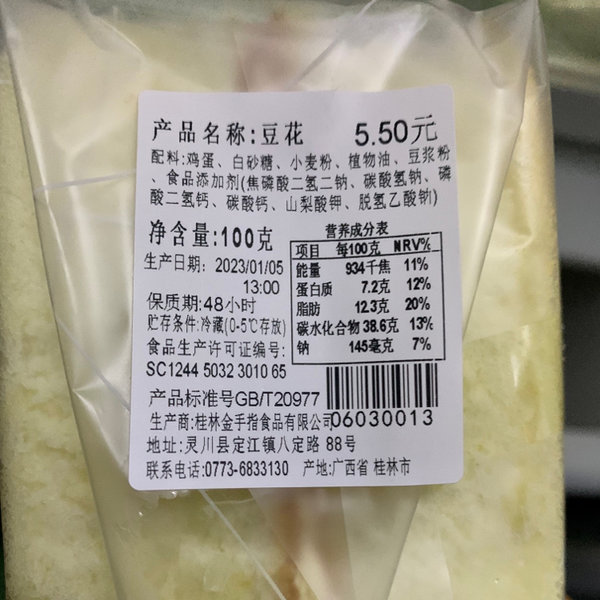 产品名称:豆花 5.50元
配料:鸡蛋、白砂糖、小麦粉、植物油、豆浆粉
、食品添加剂(焦磷酸二氢二钠、碳酸氢钠、磷
酸二氢钙、碳酸钙、山梨酸钾、脱氢乙酸钠)
净含量:100克
生产日期: 2023/01/05
13:00
保质期:48小时
贮存条件:冷藏(0-5℃存放)
食品生产许可证编号:
SC1244 5032 3010 65
营养成分表
项目 每100克 NRV%
能量 934千焦 11%
蛋白质 7.2克 12%
脂肪 12.3克 20%
碳水化合物 38.6克 13%
钠 145毫克 7%
产品标准号GB/T20977
生产商:桂林金手指食品有限公司
06030013
地址:灵川县定江镇八定路 88号
联系电话:0773-6833130 产地:广西省 桂林市